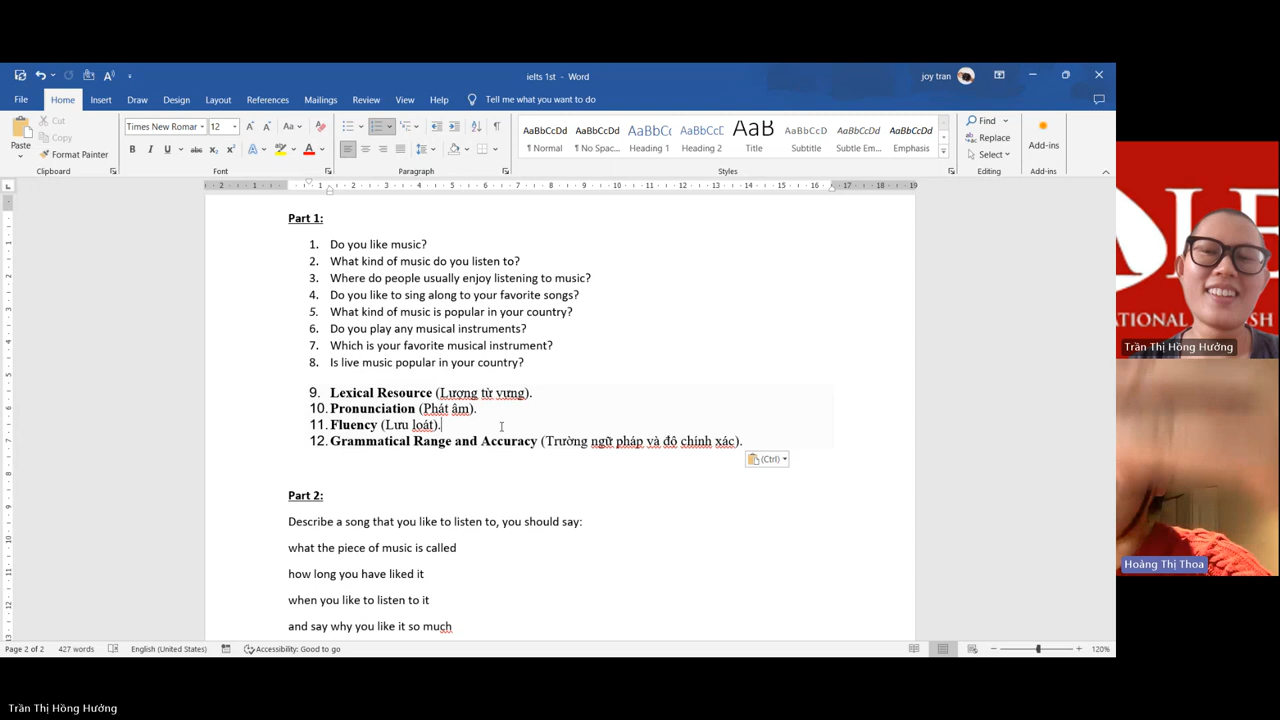 ielts 1st - Word
joy tran
File Home Insert Draw Design Layout References Mailings Review View Help Tell me what you want to do
Paste
Cut
Copy
Format Painter
Clipboard
Times New Romar 12
Font
Paragraph
AaBbCcDd AaBbCcDd AaBbCc AaBbCcD AaB AaBbCcD AaBbCcDd AaBbCcDd
¶ Normal ¶ No Spac... Heading 1 Heading 2 Title Subtitle Subtle Em... Emphasis
Styles
Find
Replace
Select
Editing
Add-ins
Add-ins
Part 1:
1. Do you like music?
2. What kind of music do you listen to?
3. Where do people usually enjoy listening to music?
4. Do you like to sing along to your favorite songs?
5. What kind of music is popular in your country?
6. Do you play any musical instruments?
7. Which is your favorite musical instrument?
8. Is live music popular in your country?
9. Lexical Resource (Lượng từ vựng).
10. Pronunciation (Phát âm).
11. Fluency (Lưu loát).
12. Grammatical Range and Accuracy (Trường ngữ pháp và độ chính xác).
(Ctrl)
Part 2:
Describe a song that you like to listen to, you should say:
what the piece of music is called
how long you have liked it
when you like to listen to it
and say why you like it so much
Page 2 of 2 427 words English (United States) Accessibility: Good to go 120%
Trần Thị Hồng Hưởng
Hoàng Thị Thoa
Trần Thị Hồng Hưởng